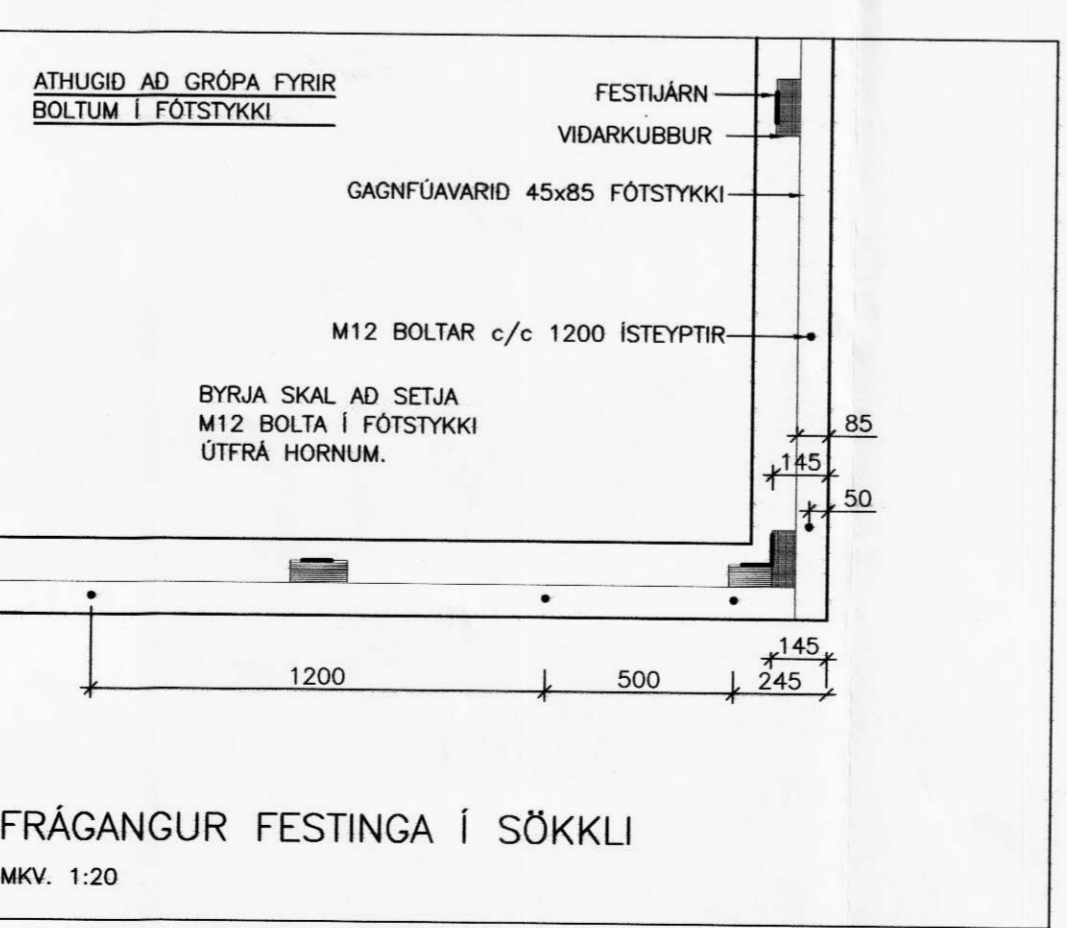 ATHUGIÐ AÐ GRÓPA FYRIR
BOLTUM Í FÓTSTYKKI
FESTIJÁRN
VIÐARKUBBUR
GAGNFÚAVARIÐ 45x85 FÓTSTYKKI
M12 BOLTAR c/c 1200 ÍSTEYPTIR
BYRJA SKAL AÐ SETJA
M12 BOLTA Í FÓTSTYKKI
ÚTFRÁ HORNUM.
85
145
50
145
1200
500
245
FRÁGANGUR FESTINGA Í SÖKKLI
MKV. 1:20